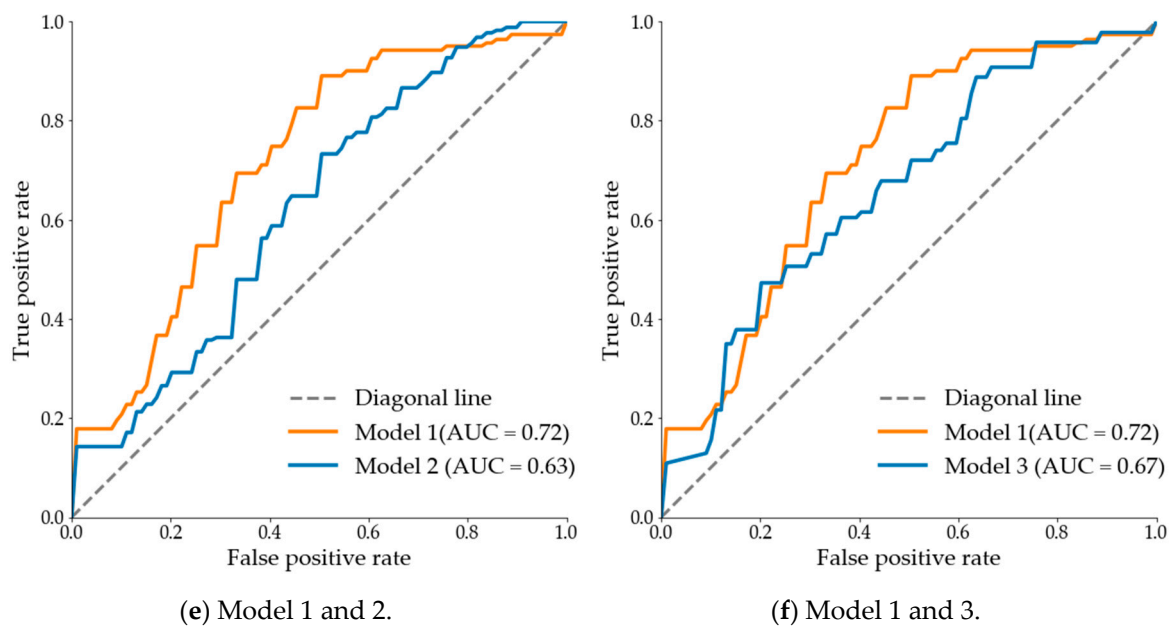 1.0
0.8
0.6
0.4
0.2
0.0
True positive rate
Diagonal line
Model 1(AUC = 0.72)
Model 2 (AUC = 0.63)
0.0 0.2 0.4 0.6 0.8 1.0
False positive rate
(e) Model 1 and 2.
1.0
0.8
0.6
0.4
0.2
0.0
True positive rate
Diagonal line
Model 1(AUC = 0.72)
Model 3 (AUC = 0.67)
0.0 0.2 0.4 0.6 0.8 1.0
False positive rate
(f) Model 1 and 3.